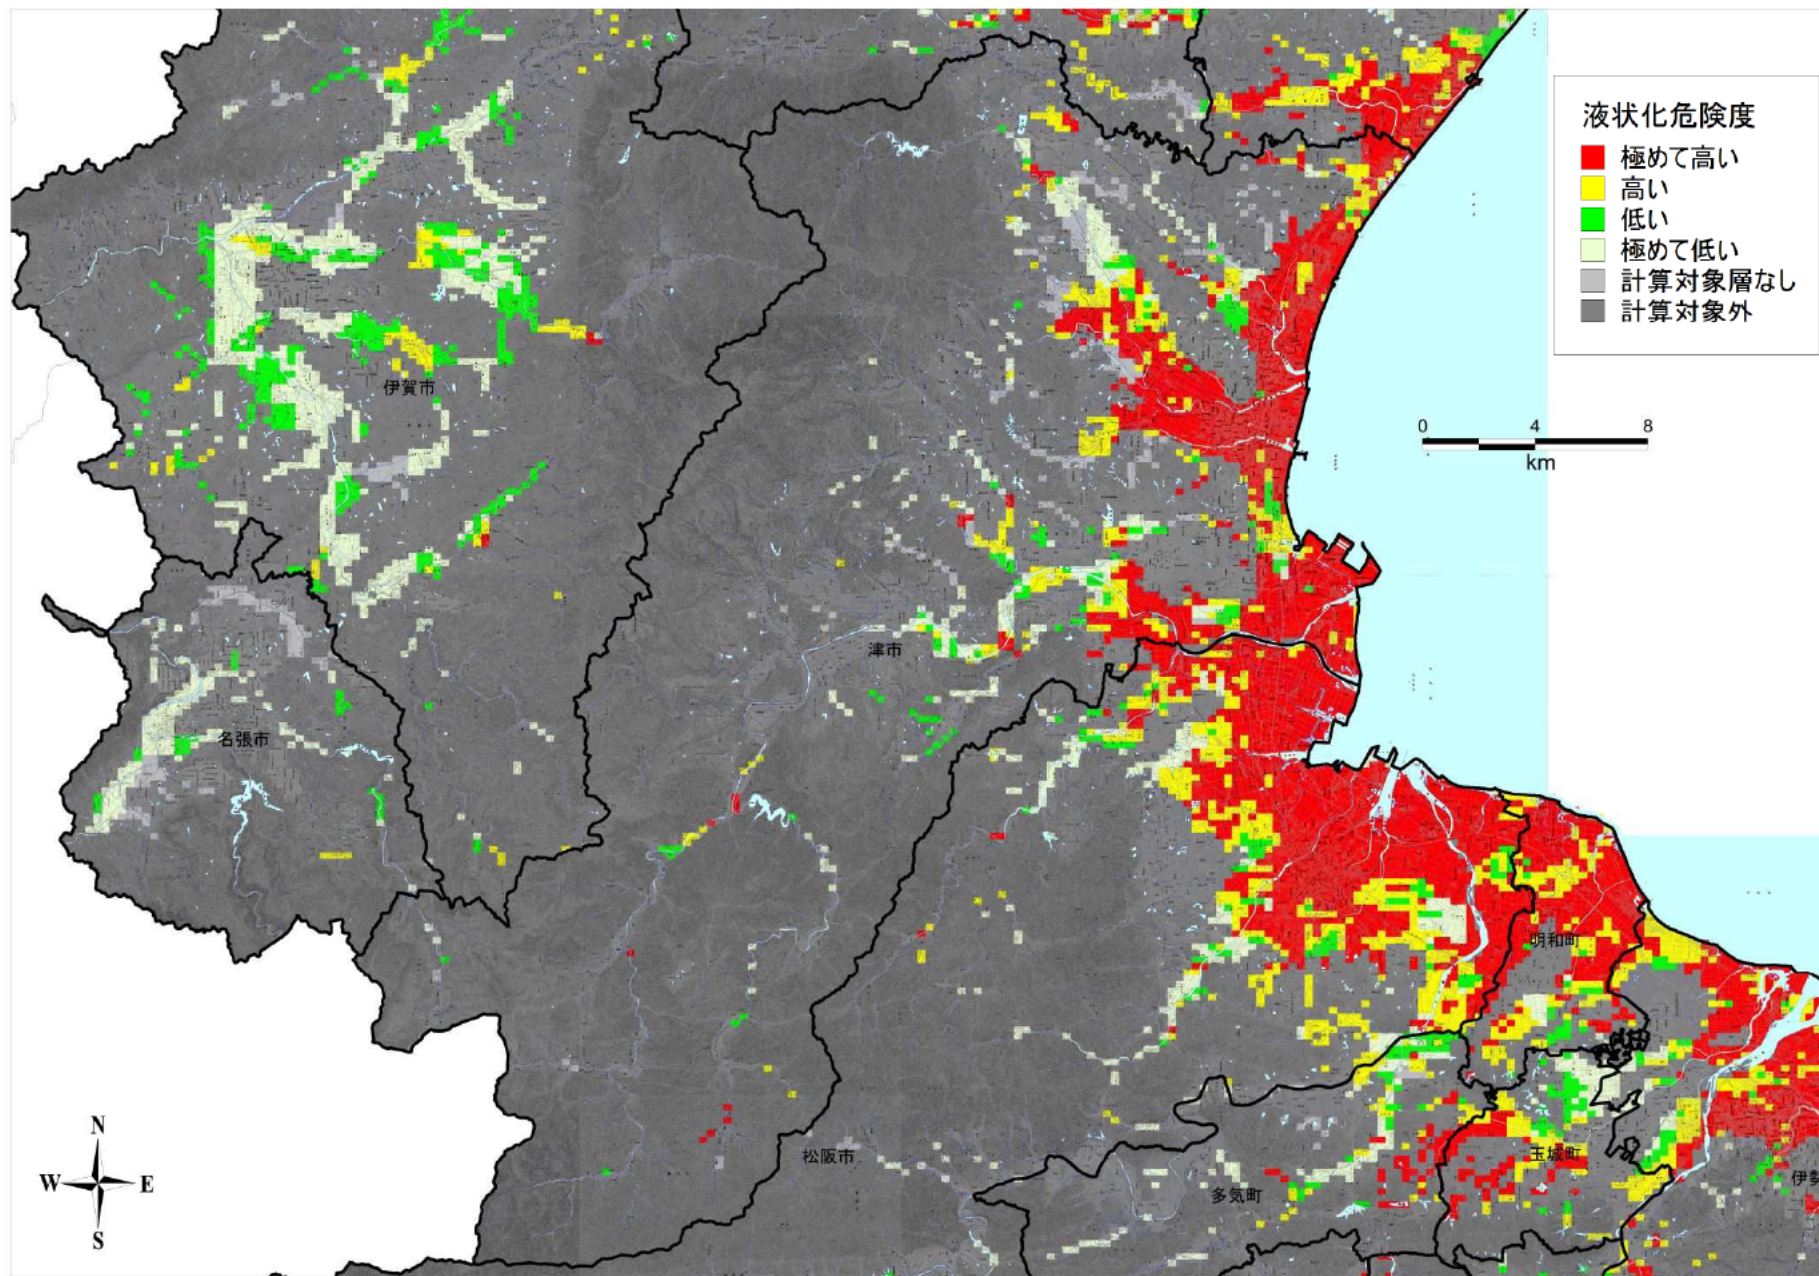 液状化危険度
極めて高い
高い
低い
極めて低い
計算対象層なし
計算対象外
0 4 8
km
伊賀市
津市
名張市
明和町
松阪市
玉城町
多気町
伊勢
N
W E
S